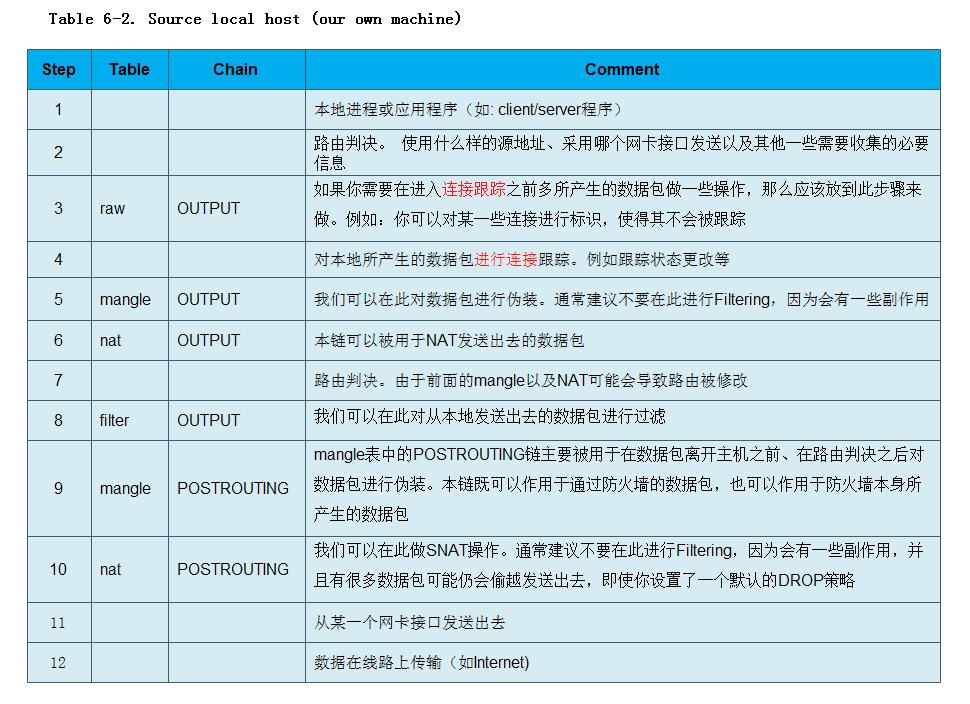 Table 6-2. Source local host (our own machine)
Step Table Chain Comment
1 本地进程或应用程序（如: client/server程序）
2 路由判决。 使用什么样的源地址、采用哪个网卡接口发送以及其他一些需要收集的必要
信息
3 raw OUTPUT 如果你需要在进入连接跟踪之前多所产生的数据包做一些操作，那么应该放到此步骤来
做。例如：你可以对某一些连接进行标识，使得其不会被跟踪
4 对本地所产生的数据包进行连接跟踪。例如跟踪状态更改等
5 mangle OUTPUT 我们可以在此对数据包进行伪装。通常建议不要在此进行Filtering，因为会有一些副作用
6 nat OUTPUT 本链可以被用于NAT发送出去的数据包
7 路由判决。由于前面的mangle以及NAT可能会导致路由被修改
8 filter OUTPUT 我们可以在此对从本地发送出去的数据包进行过滤
9 mangle POSTROUTING mangle表中的POSTROUTING链主要被用于在数据包离开主机之前、在路由判决之后对
数据包进行伪装。本链既可以作用于通过防火墙的数据包，也可以作用于防火墙本身所
产生的数据包
10 nat POSTROUTING 我们可以在此做SNAT操作。通常建议不要在此进行Filtering，因为会有一些副作用，并
且有很多数据包可能仍会偷越发送出去，即使你设置了一个默认的DROP策略
11 从某一个网卡接口发送出去
12 数据在线路上传输（如Internet)